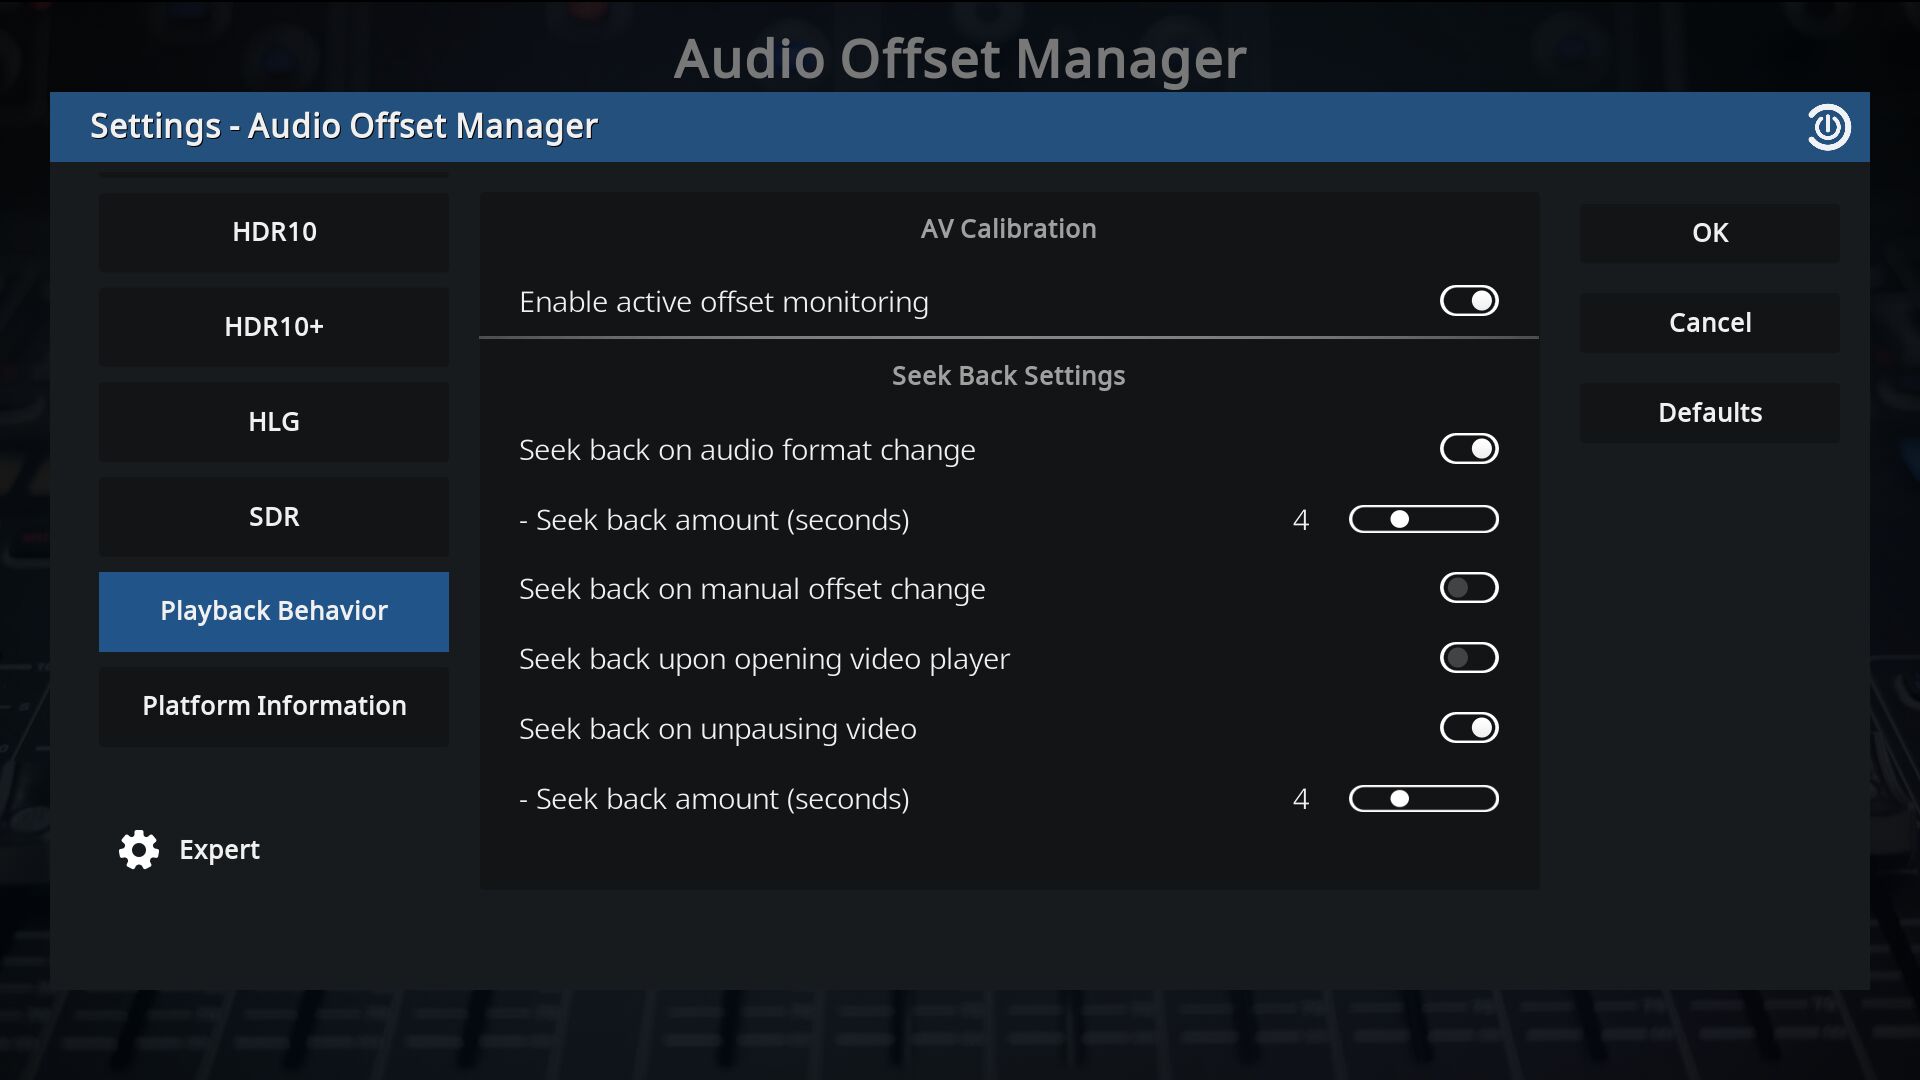 Audio Offset Manager
Settings - Audio Offset Manager
HDR10
HDR10+
HLG
SDR
Playback Behavior
Platform Information
Expert
AV Calibration
Enable active offset monitoring
Seek Back Settings
Seek back on audio format change
- Seek back amount (seconds) 4
Seek back on manual offset change
Seek back upon opening video player
Seek back on unpausing video
- Seek back amount (seconds) 4
OK
Cancel
Defaults